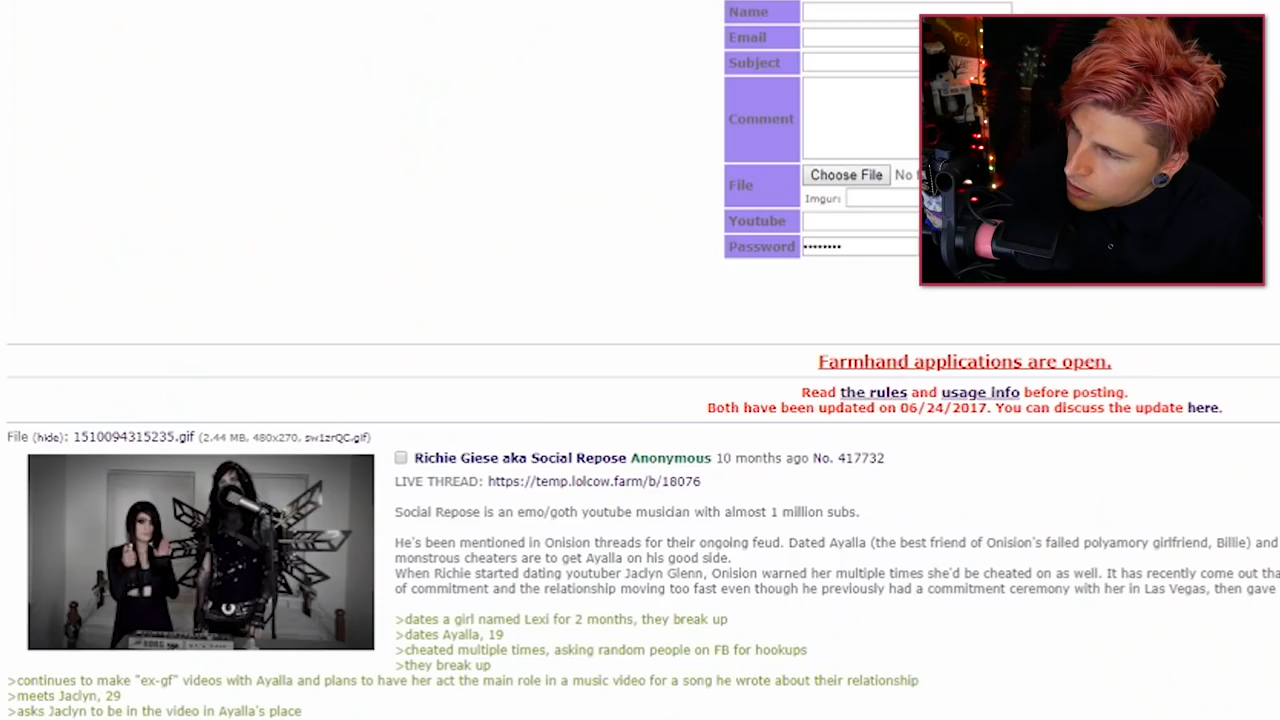 Name
Email
Subject
Comment
File
Choose File No
Imgur:
Youtube
Password ••••••••
Farmhand applications are open.
Read the rules and usage info before posting.
Both have been updated on 06/24/2017. You can discuss the update here.
File (hide): 1510094315235.gif (2.44 MB, 480x270, sw1zrQC.gif)
Richie Giese aka Social Repose Anonymous 10 months ago No. 417732
LIVE THREAD: https://temp.lolcow.farm/b/18076
Social Repose is an emo/goth youtube musician with almost 1 million subs.
He's been mentioned in Onision threads for their ongoing feud. Dated Ayalla (the best friend of Onision's failed polyamory girlfriend, Billie) and
monstrous cheaters are to get Ayalla on his good side.
When Richie started dating youtuber Jaclyn Glenn, Onision warned her multiple times she'd be cheated on as well. It has recently come out tha
of commitment and the relationship moving too fast even though he previously had a commitment ceremony with her in Las Vegas, then gave
>dates a girl named Lexi for 2 months, they break up
>dates Ayalla, 19
>cheated multiple times, asking random people on FB for hookups
>they break up
>continues to make "ex-gf" videos with Ayalla and plans to have her act the main role in a music video for a song he wrote about their relationship
>meets Jaclyn, 29
>asks Jaclyn to be in the video in Ayalla's place